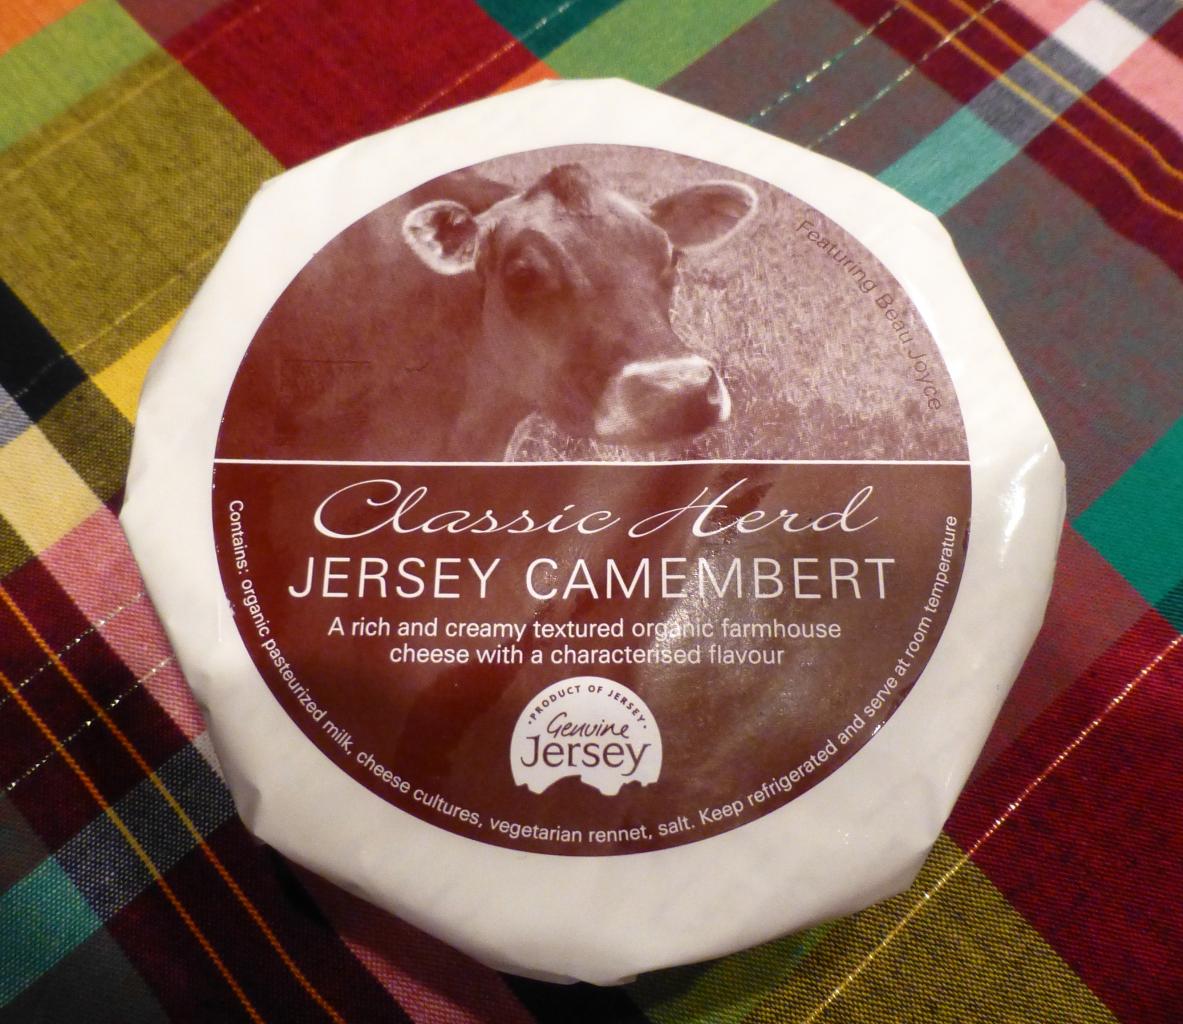 Featuring Beau Joyce
Classic Herd
JERSEY CAMEMBERT
A rich and creamy textured organic farmhouse
cheese with a characterised flavour
·PRODUCT OF JERSEY·
Genuine
Jersey
Contains: organic pasteurized milk, cheese cultures, vegetarian rennet, salt. Keep refrigerated and serve at room temperature